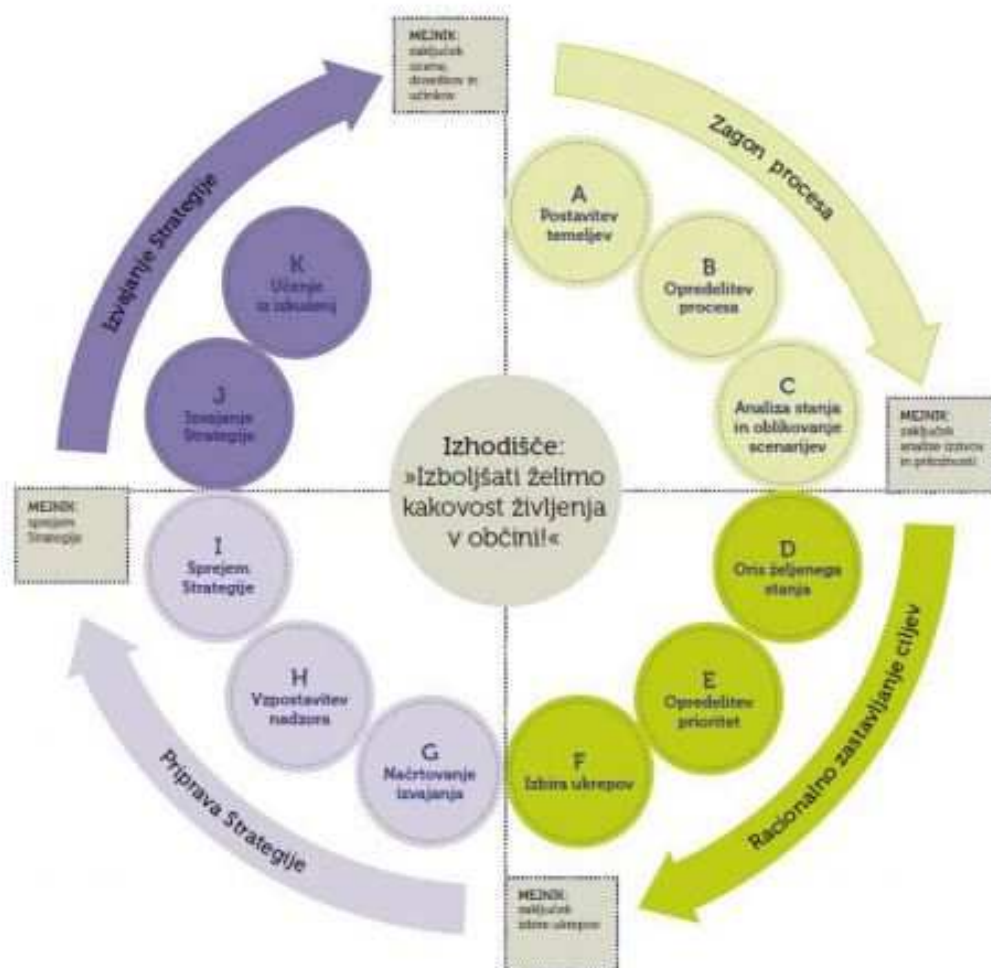 MEJNIK:
zaključek
ocene,
dosežkov in
učinkov
Zagon procesa
A
Postavitev
temeljev
B
Opredelitev
procesa
C
Analiza stanja
in oblikovanje
scenarijev
MEJNIK:
zaključek
analize izzivov
in priložnosti
Racionalno zastavljanje ciljev
D
Oris željenega
stanja
E
Opredelitev
prioritet
F
Izbira ukrepov
MEJNIK:
zaključek
izbire ukrepov
Priprava Strategije
G
Načrtovanje
izvajanja
H
Vzpostavitev
nadzora
I
Sprejem
Strategije
MEJNIK:
sprejem
Strategije
Izvajanje Strategije
J
Izvajanje
Strategije
K
Učenje
iz izkušenj
Izhodišče:
»Izboljšati želimo
kakovost življenja
v občini!«